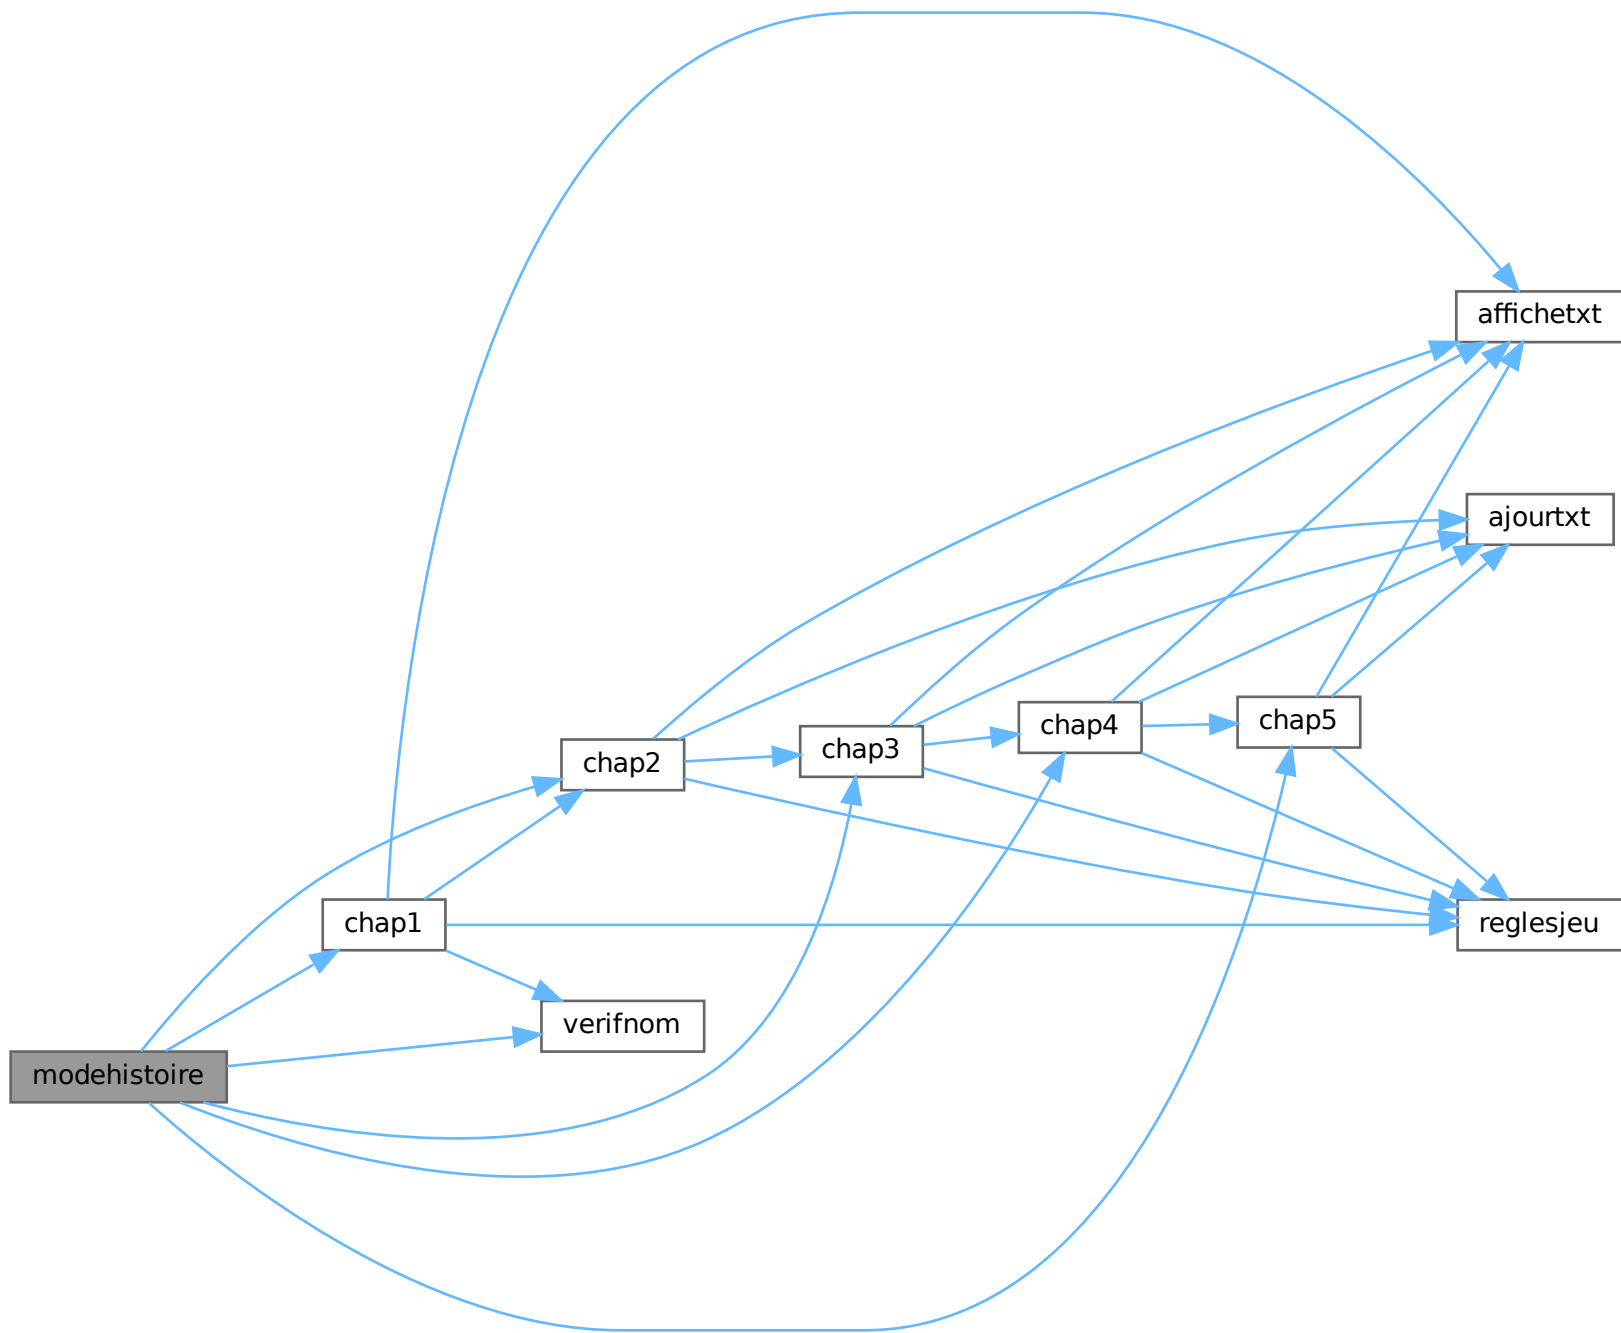 affichetxt
ajourtxt
chap5
chap4
chap3
chap2
chap1
reglesjeu
verifnom
modehistoire